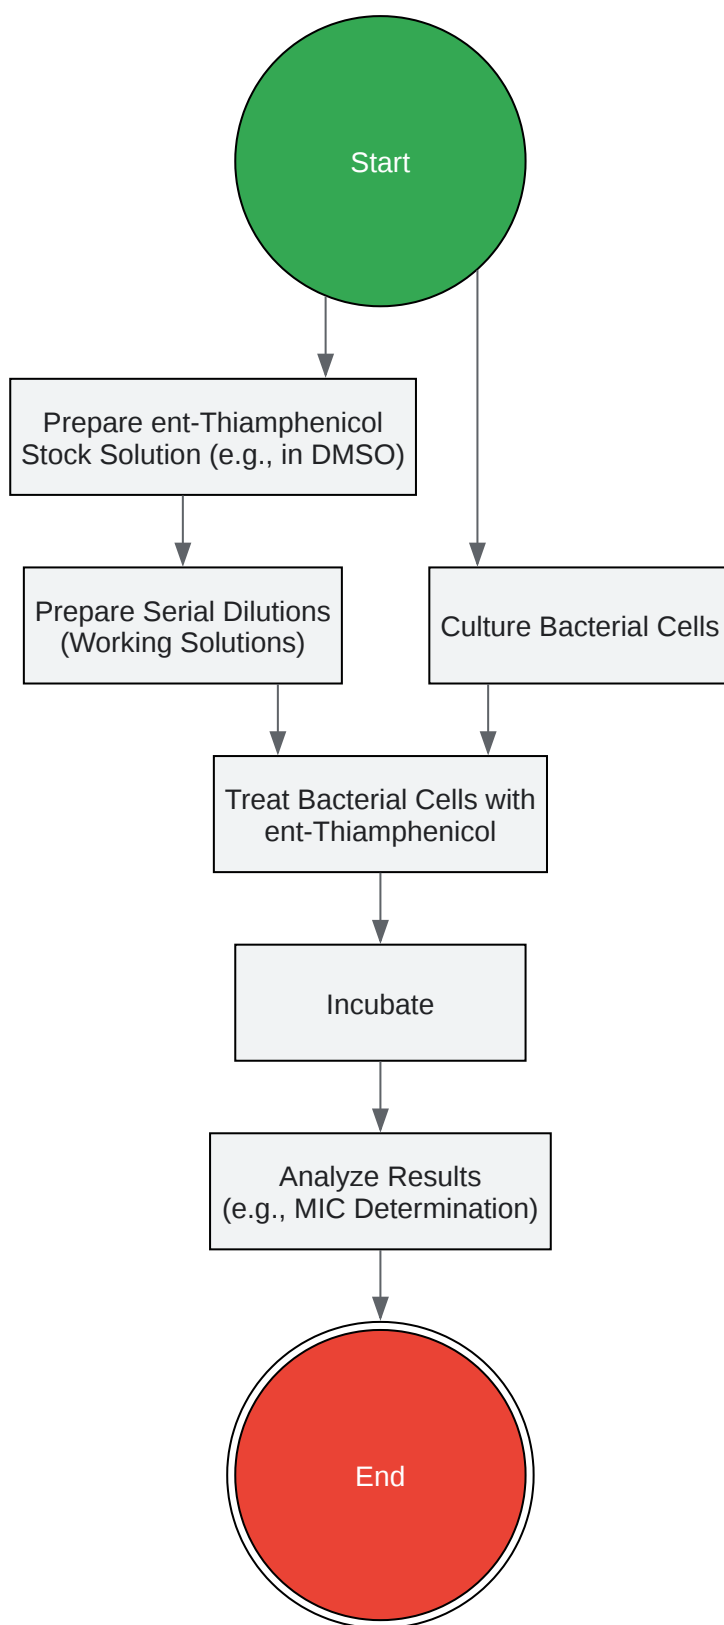 Start
Prepare ent-Thiamphenicol
Stock Solution (e.g., in DMSO)
Prepare Serial Dilutions
(Working Solutions)
Culture Bacterial Cells
Treat Bacterial Cells with
ent-Thiamphenicol
Incubate
Analyze Results
(e.g., MIC Determination)
End